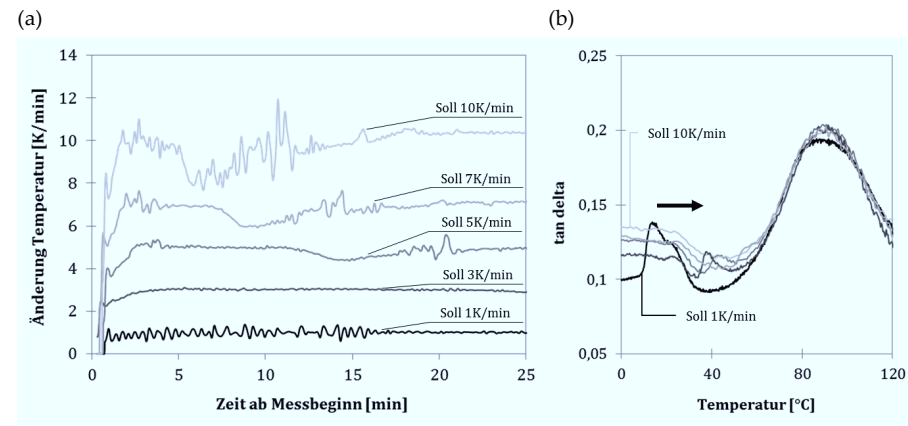 (a)
(b)
14
12
10
8
6
4
2
0
0
5
10
15
20
25
Änderung Temperatur [K/min]
Zeit ab Messbeginn [min]
Soll 10K/min
Soll 7K/min
Soll 5K/min
Soll 3K/min
Soll 1K/min
0,25
0,2
0,15
0,1
0,05
0
40
80
120
tan delta
Temperatur [°C]
Soll 10K/min
Soll 1K/min